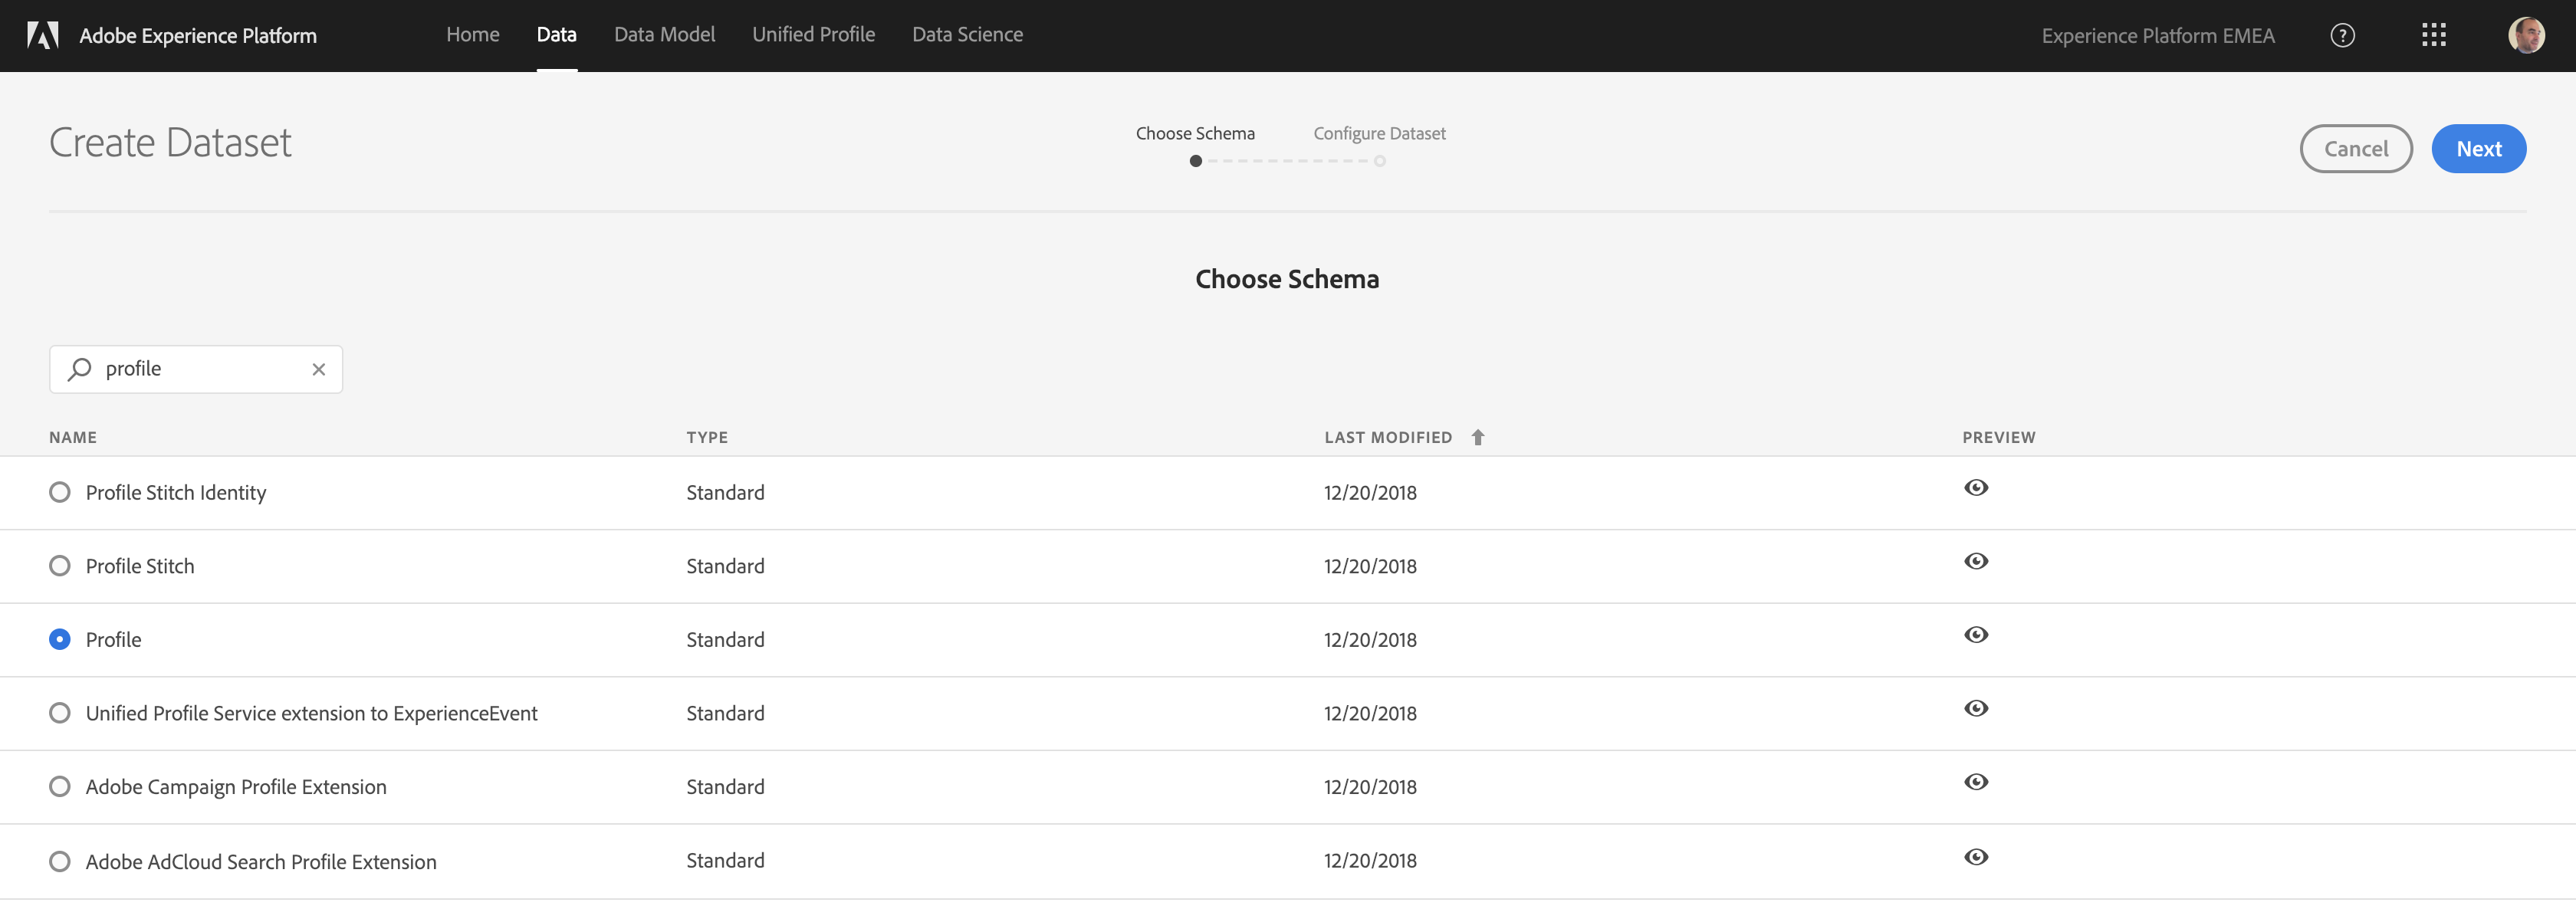 Adobe Experience Platform Home Data Data Model Unified Profile Data Science Experience Platform EMEA ?
Create Dataset
Choose Schema Configure Dataset
Cancel Next
Choose Schema
profile
NAME TYPE LAST MODIFIED PREVIEW
Profile Stitch Identity Standard 12/20/2018
Profile Stitch Standard 12/20/2018
Profile Standard 12/20/2018
Unified Profile Service extension to ExperienceEvent Standard 12/20/2018
Adobe Campaign Profile Extension Standard 12/20/2018
Adobe AdCloud Search Profile Extension Standard 12/20/2018